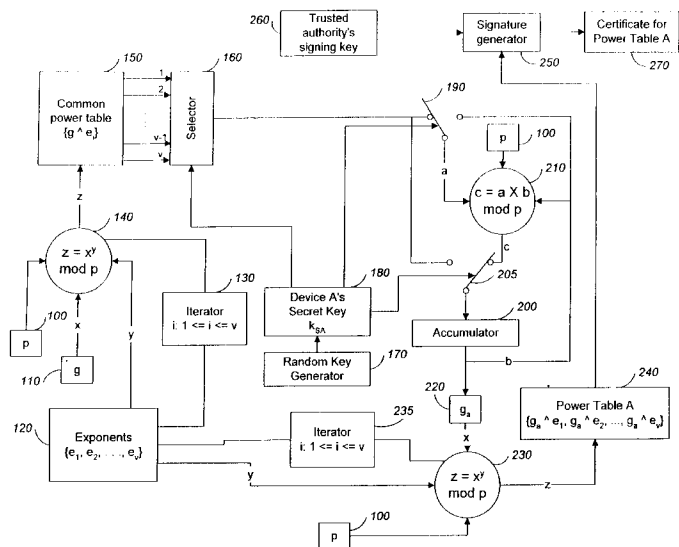 260
Trusted
authority's
signing key
Signature
generator
250
Certificate for
Power Table A
270
150
Common
power table
{g ^ e_i}
1
2
v-1
v
160
Selector
190
p
100
a
210
c = a X b
mod p
c
205
z
140
z = x^y
mod p
130
Iterator
i: 1 <= i <= v
180
Device A's
Secret Key
k_SA
200
Accumulator
100
p
x
110
g
y
Random Key
Generator
170
b
220
g_a
x
240
Power Table A
{g_a ^ e_1, g_a ^ e_2, ..., g_a ^ e_v}
120
Exponents
{e_1, e_2, . . . ., e_v}
235
Iterator
i: 1 <= i <= v
y
230
z = x^y
mod p
z
100
p